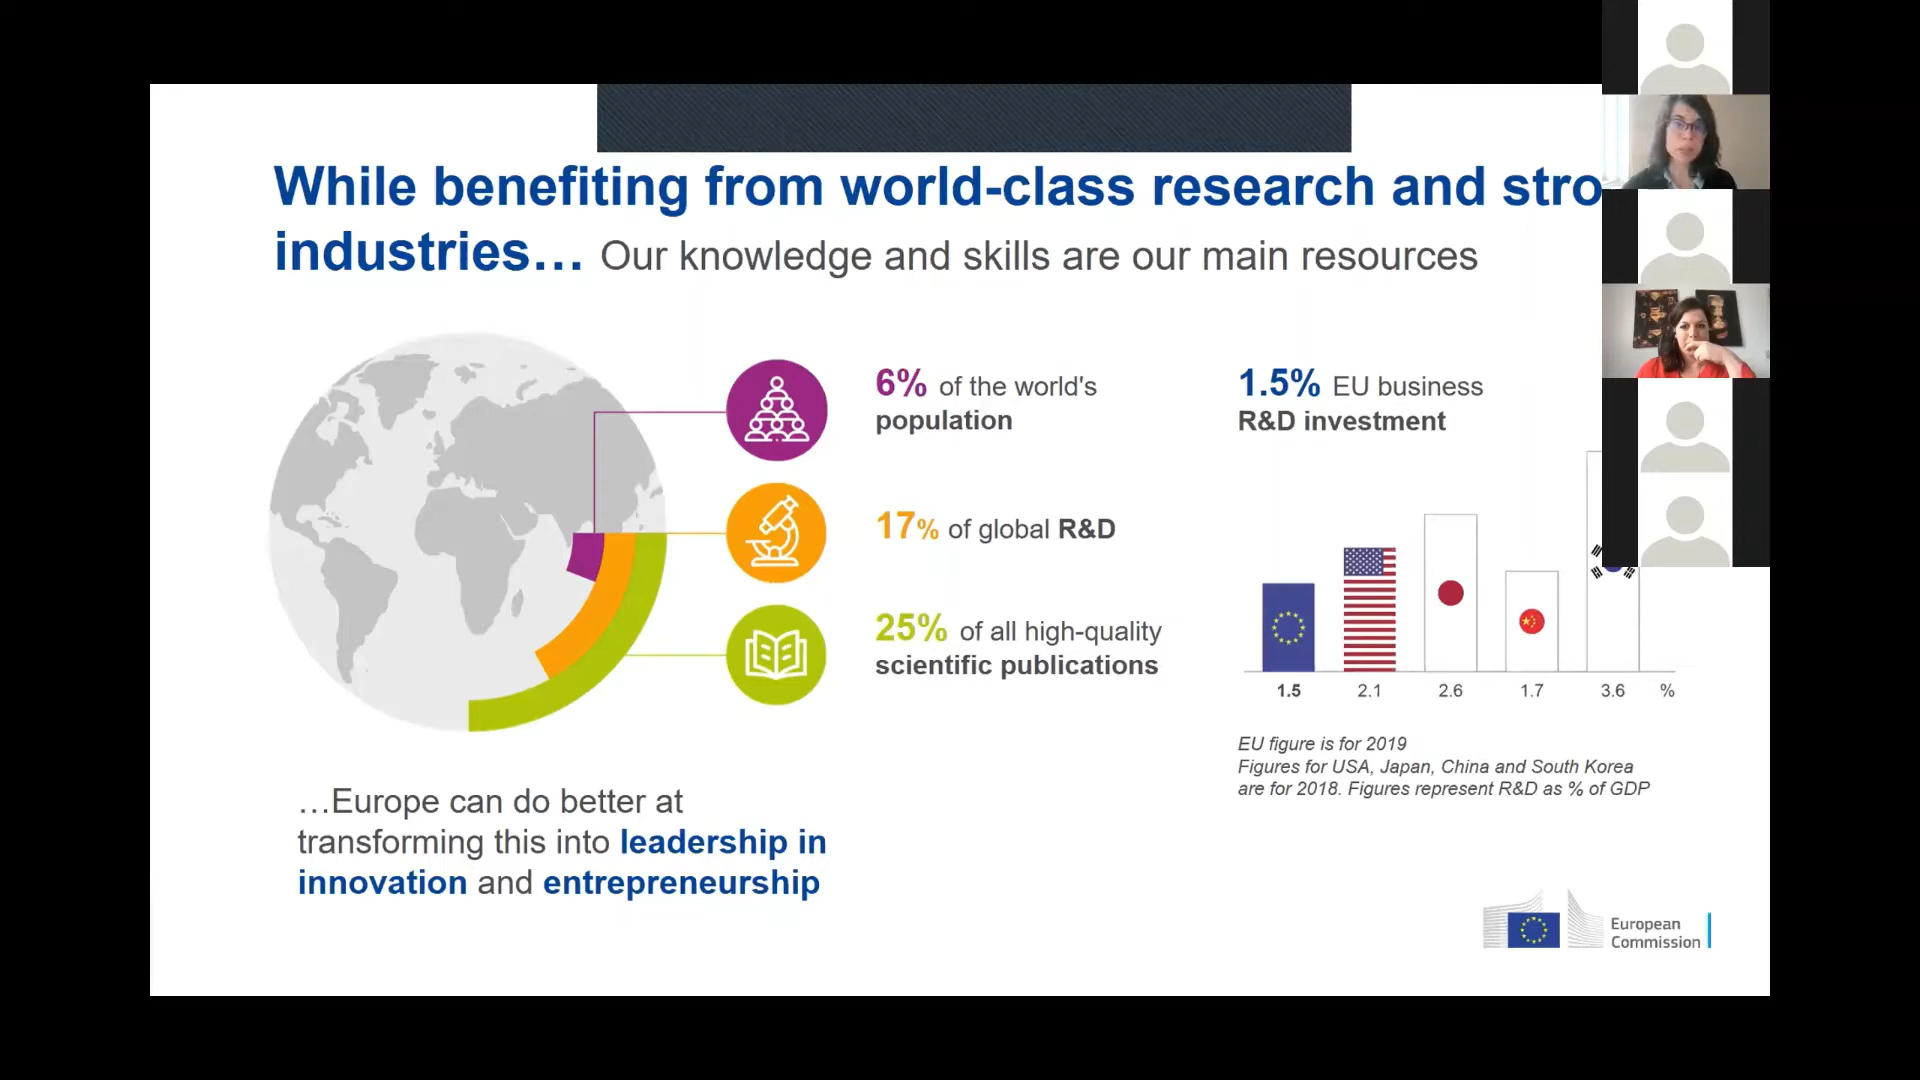 While benefiting from world-class research and stro
industries… Our knowledge and skills are our main resources
6% of the world's
population
17% of global R&D
25% of all high-quality
scientific publications
1.5% EU business
R&D investment
1.5 2.1 2.6 1.7 3.6 %
EU figure is for 2019
Figures for USA, Japan, China and South Korea
are for 2018. Figures represent R&D as % of GDP
…Europe can do better at
transforming this into leadership in
innovation and entrepreneurship
European
Commission